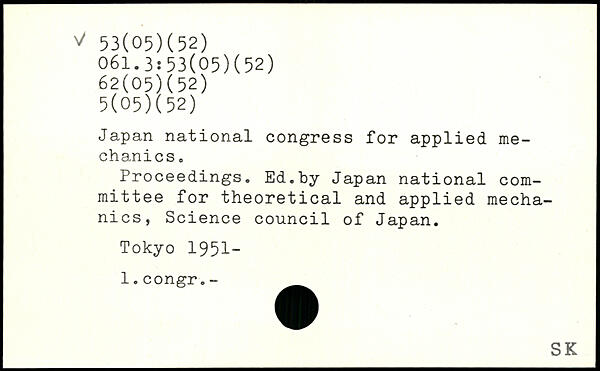 ✓ 53(05)(52)
061.3:53(05)(52)
62(05)(52)
5(05)(52)
Japan national congress for applied me-
chanics.
Proceedings. Ed.by Japan national com-
mittee for theoretical and applied mecha-
nics, Science council of Japan.
Tokyo 1951-
1.congr.-
SK